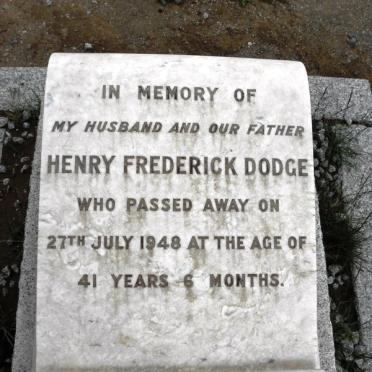 IN MEMORY OF
MY HUSBAND AND OUR FATHER
HENRY FREDERICK DODGE
WHO PASSED AWAY ON
27TH JULY 1948 AT THE AGE OF
41 YEARS 6 MONTHS.